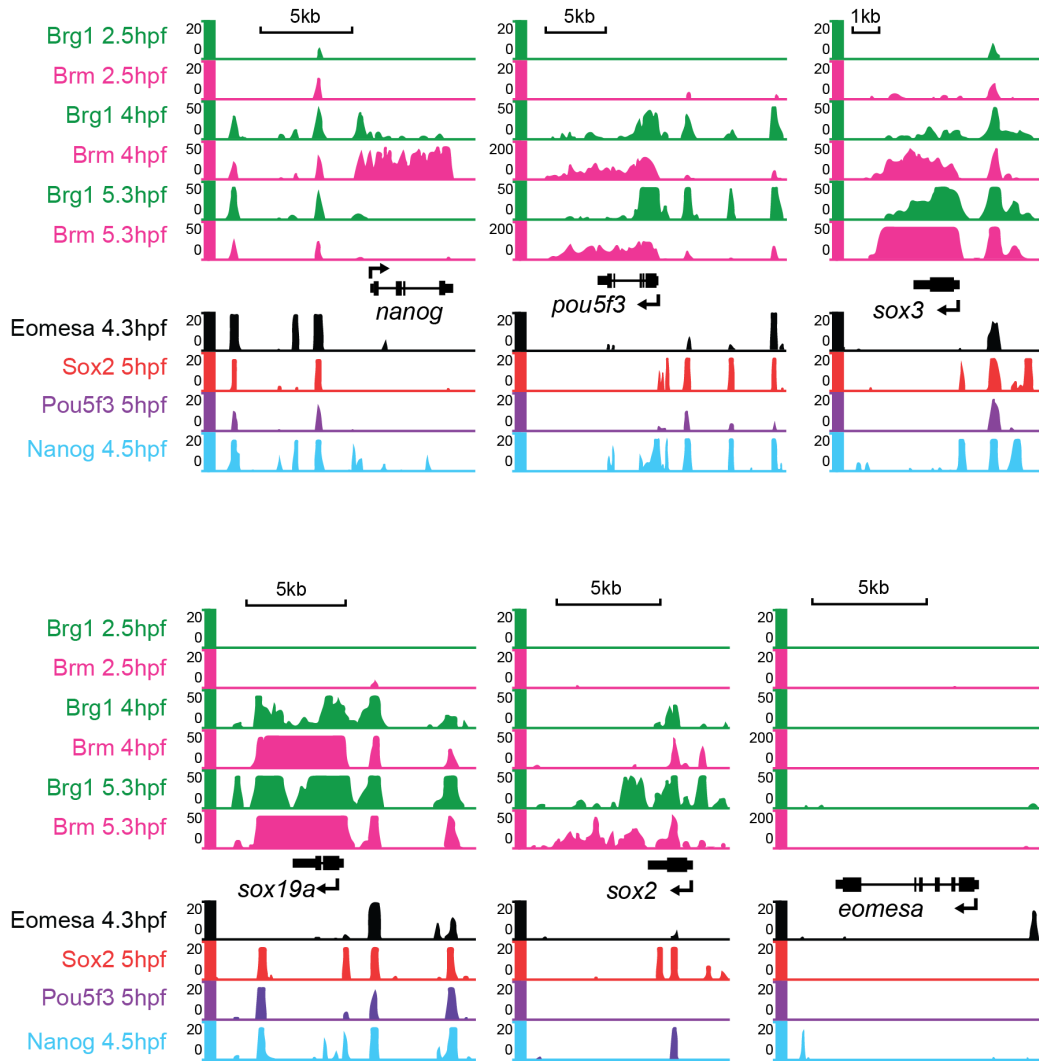 5kb 5kb 1kb
Brg1 2.5hpf 20 0 20 0 20 0
Brm 2.5hpf 20 0 20 0 20 0
Brg1 4hpf 50 0 50 0 50 0
Brm 4hpf 50 0 200 0 50 0
Brg1 5.3hpf 50 0 50 0 50 0
Brm 5.3hpf 50 0 200 0 50 0
nanog pou5f3 sox3
Eomesa 4.3hpf 20 0 20 0 20 0
Sox2 5hpf 20 0 20 0 20 0
Pou5f3 5hpf 20 0 20 0 20 0
Nanog 4.5hpf 20 0 20 0 20 0
5kb 5kb 5kb
Brg1 2.5hpf 20 0 20 0 20 0
Brm 2.5hpf 20 0 20 0 20 0
Brg1 4hpf 50 0 50 0 50 0
Brm 4hpf 50 0 50 0 200 0
Brg1 5.3hpf 50 0 50 0 50 0
Brm 5.3hpf 50 0 50 0 200 0
sox19a sox2 eomesa
Eomesa 4.3hpf 20 0 20 0 20 0
Sox2 5hpf 20 0 20 0 20 0
Pou5f3 5hpf 20 0 20 0 20 0
Nanog 4.5hpf 20 0 20 0 20 0